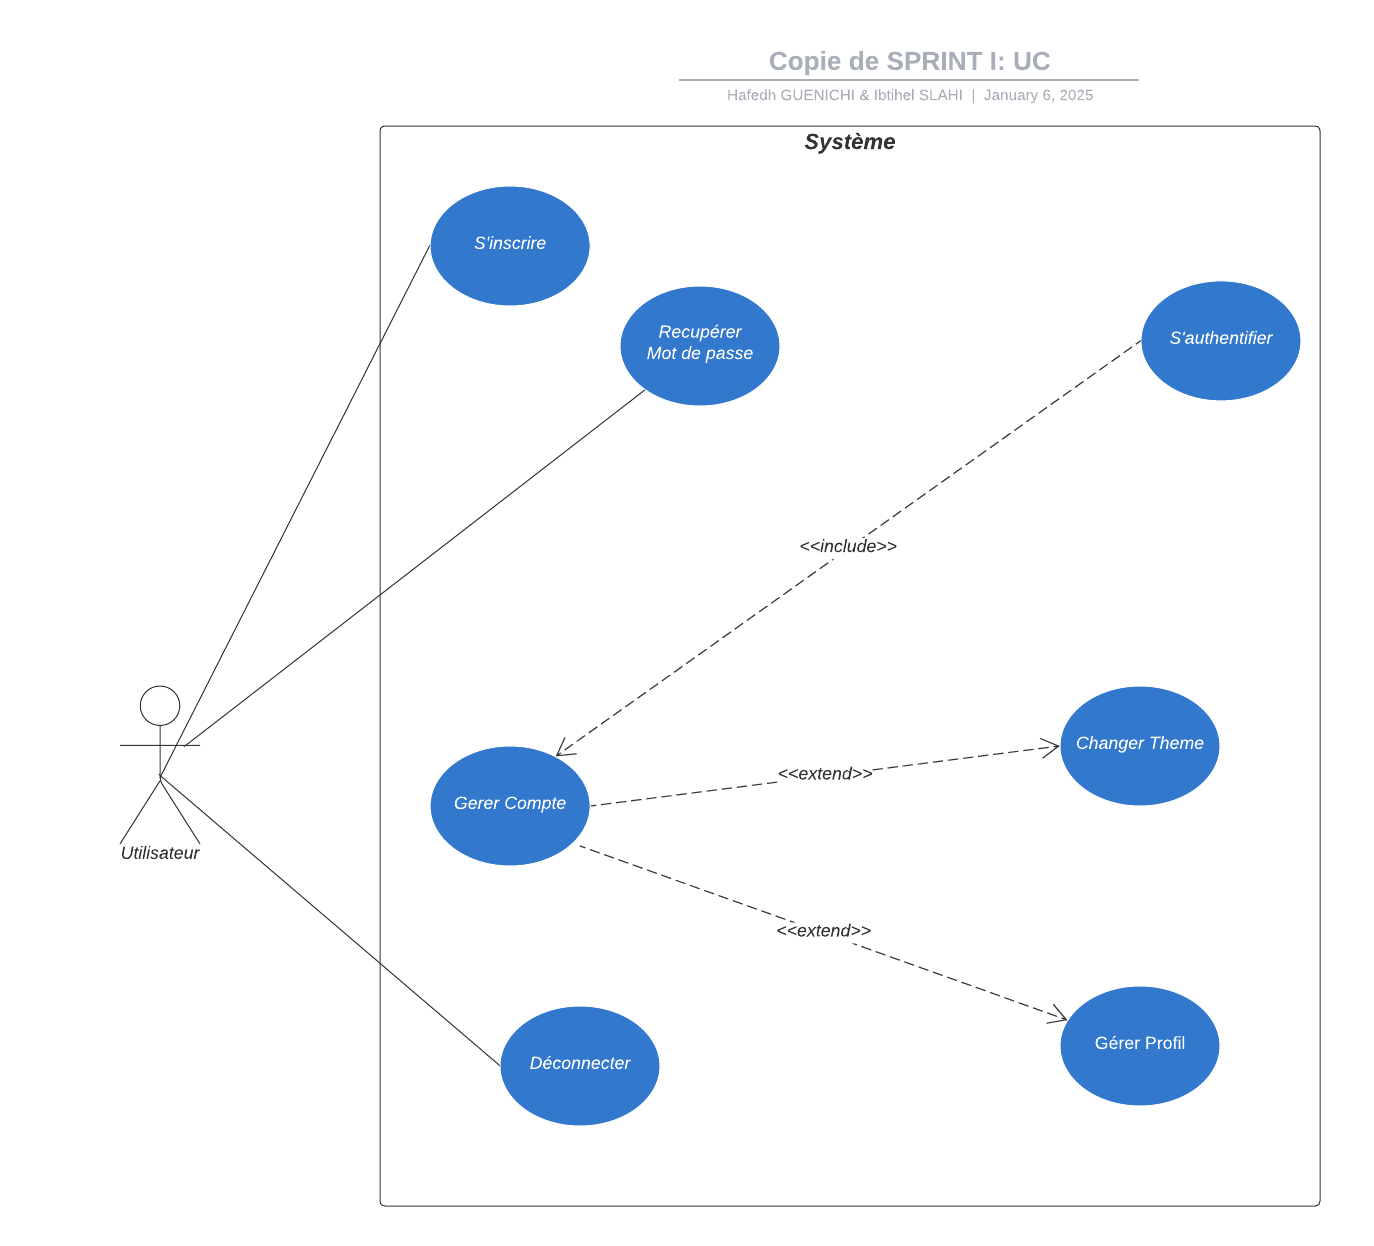 Copie de SPRINT I: UC
Hafedh GUENICHI & Ibtihel SLAHI | January 6, 2025
Système
S'inscrire
Recupérer
Mot de passe
S'authentifier
<<include>>
Changer Theme
<<extend>>
Gerer Compte
Utilisateur
<<extend>>
Gérer Profil
Déconnecter